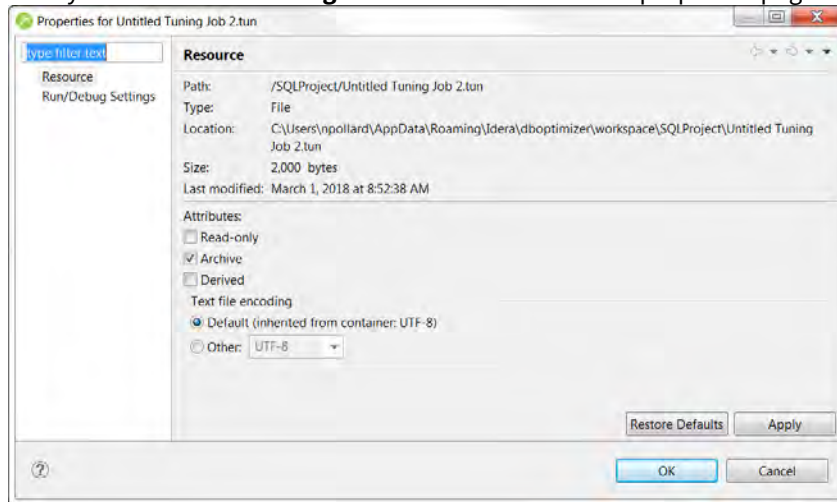 Properties for Untitled Tuning Job 2.tun
type filter text
Resource
Run/Debug Settings
Resource
Path: /SQLProject/Untitled Tuning Job 2.tun
Type: File
Location: C:\Users\npollard\AppData\Roaming\Idera\dboptimizer\workspace\SQLProject\Untitled Tuning
Job 2.tun
Size: 2,000 bytes
Last modified: March 1, 2018 at 8:52:38 AM
Attributes:
Read-only
Archive
Derived
Text file encoding
Default (inherited from container: UTF-8)
Other: UTF-8
Restore Defaults Apply
OK Cancel